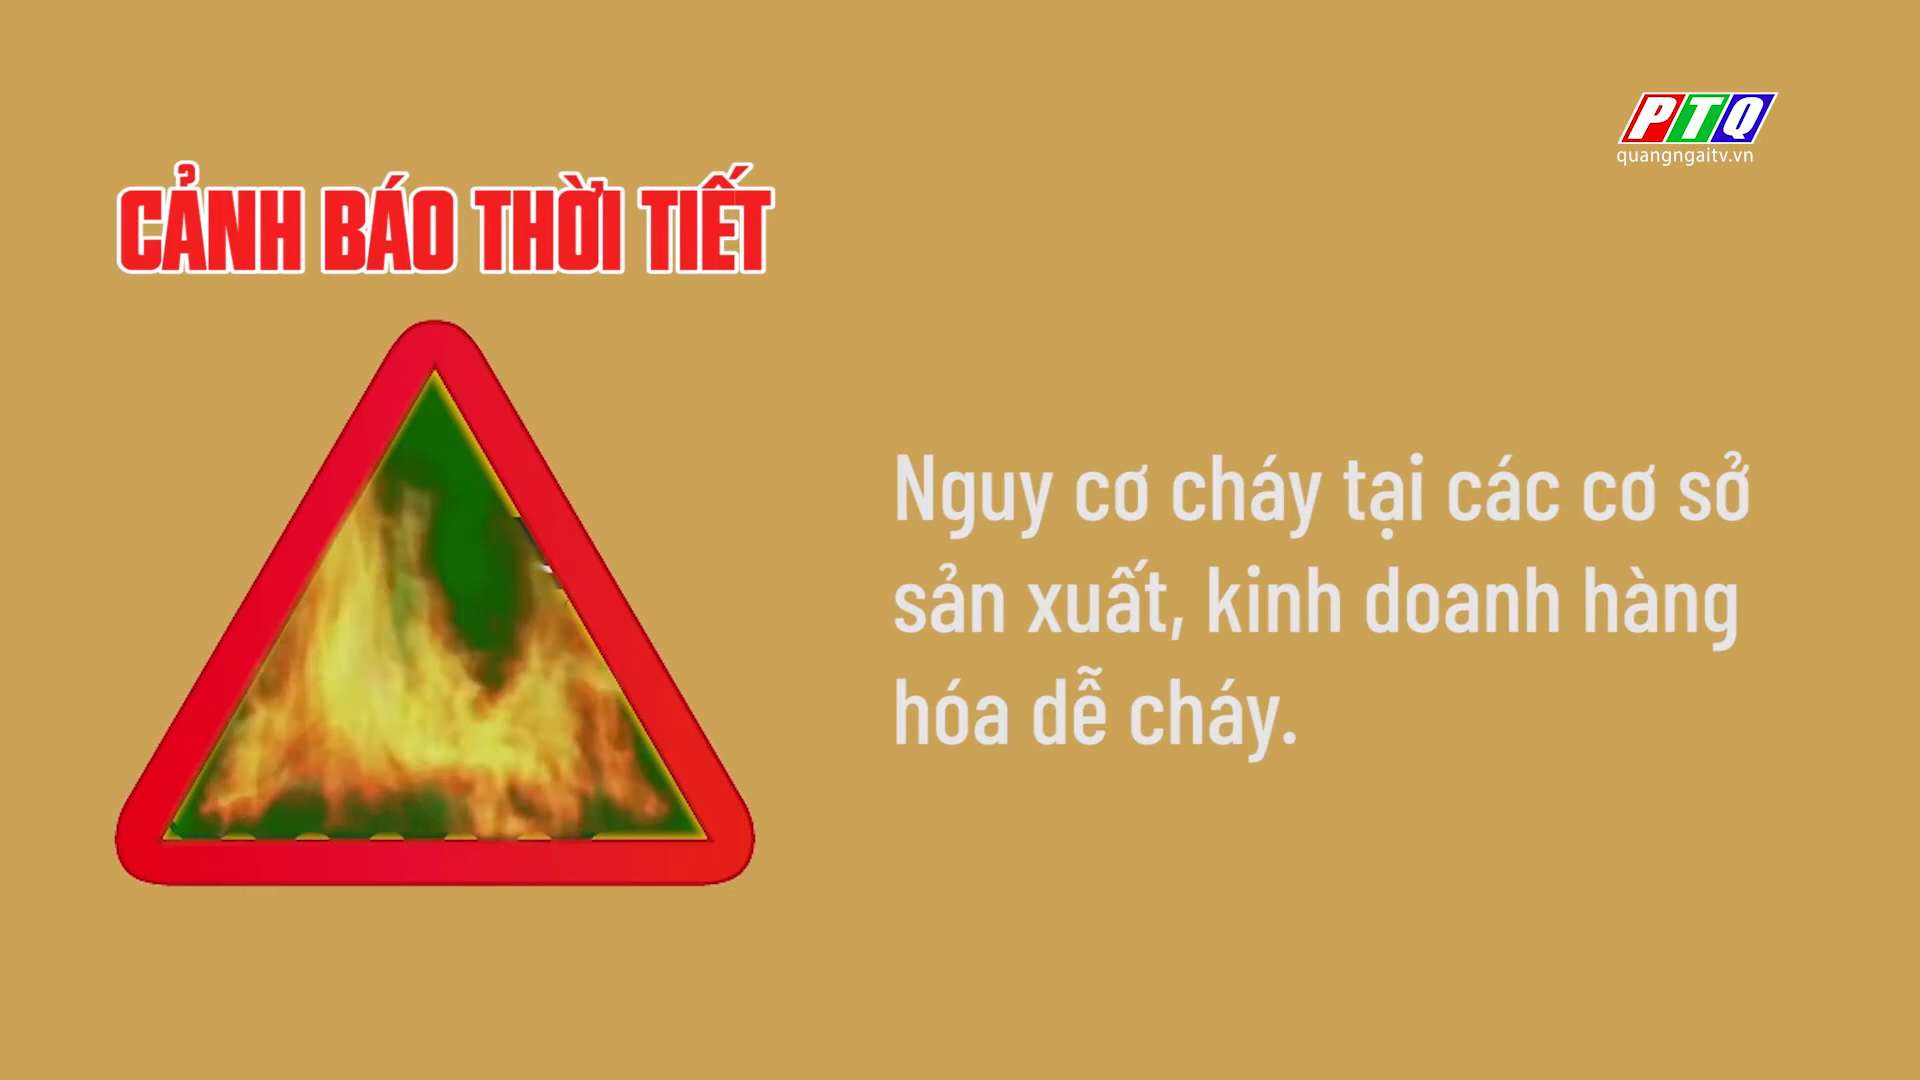 PTQ
quangngaitv.vn
CẢNH BÁO THỜI TIẾT
Nguy cơ cháy tại các cơ sở
sản xuất, kinh doanh hàng
hóa dễ cháy.